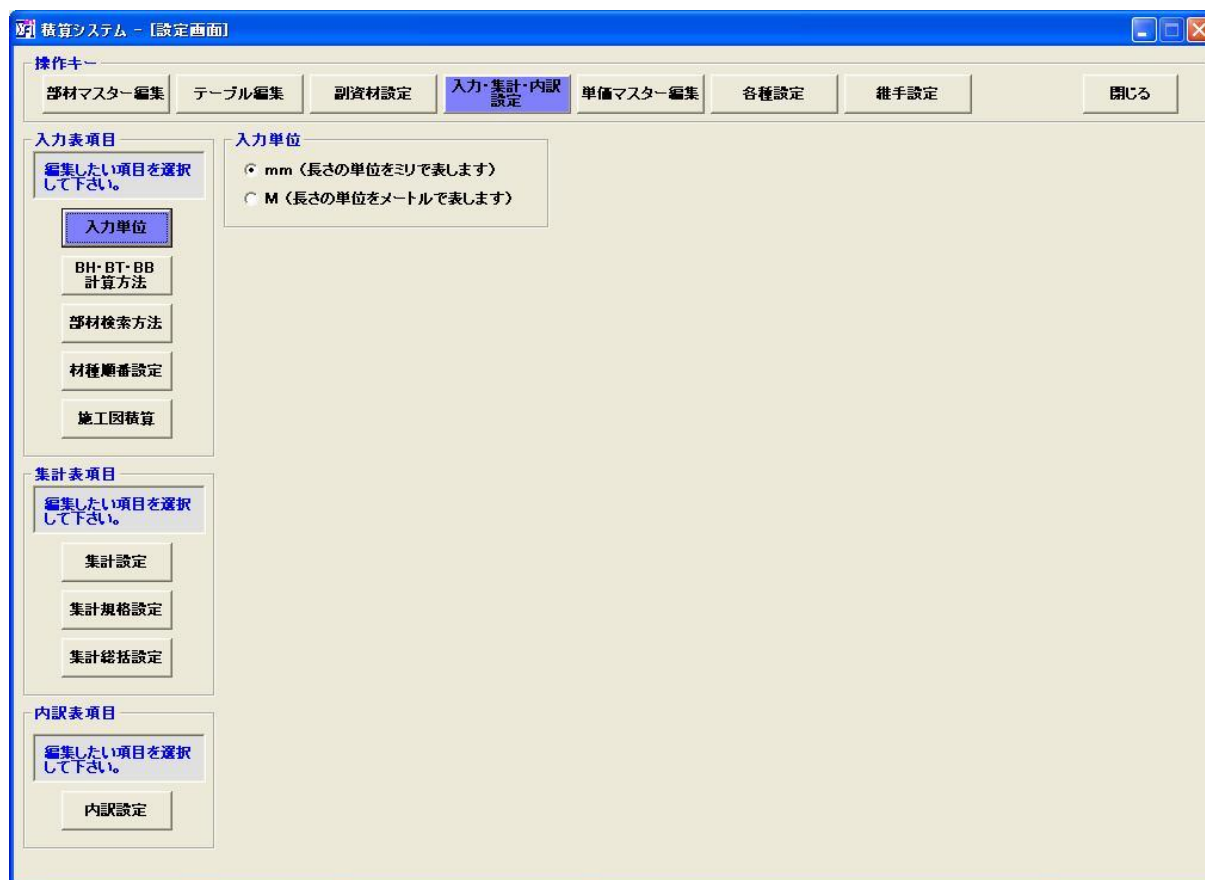 積算システム - [設定画面]
操作キー
部材マスター編集
テーブル編集
副資材設定
入力・集計・内訳
設定
単価マスター編集
各種設定
継手設定
閉じる
入力表項目
編集したい項目を選択
して下さい。
入力単位
BH・BT・BB
計算方法
部材検索方法
材種順番設定
施工図積算
入力単位
mm（長さの単位をミリで表します）
M（長さの単位をメートルで表します）
集計表項目
編集したい項目を選択
して下さい。
集計設定
集計規格設定
集計総括設定
内訳表項目
編集したい項目を選択
して下さい。
内訳設定